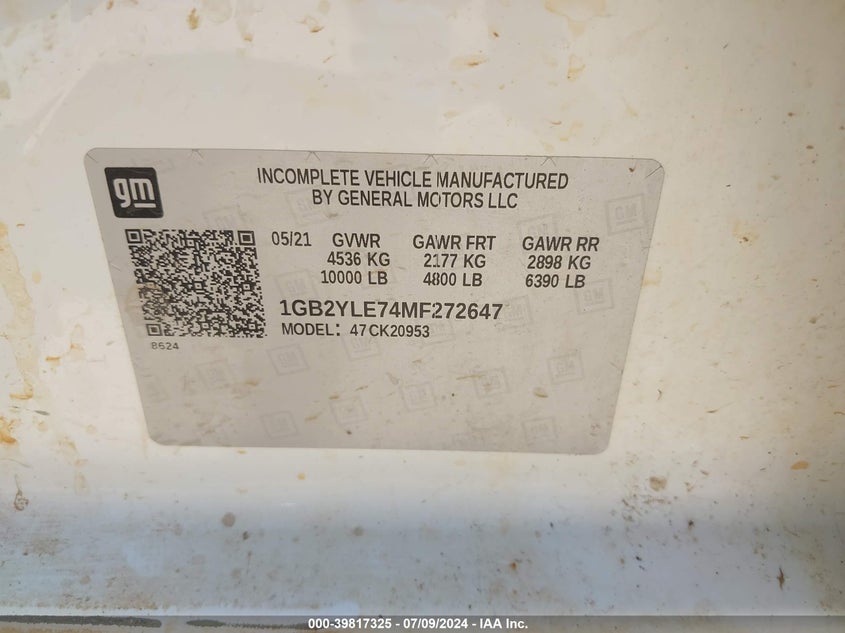 gm
INCOMPLETE VEHICLE MANUFACTURED
BY GENERAL MOTORS LLC
05/21 GVWR GAWR FRT GAWR RR
4536 KG 2177 KG 2898 KG
10000 LB 4800 LB 6390 LB
1GB2YLE74MF272647
MODEL: 47CK20953
8624
000-39817325 / 07/09/2024 - IAA Inc.